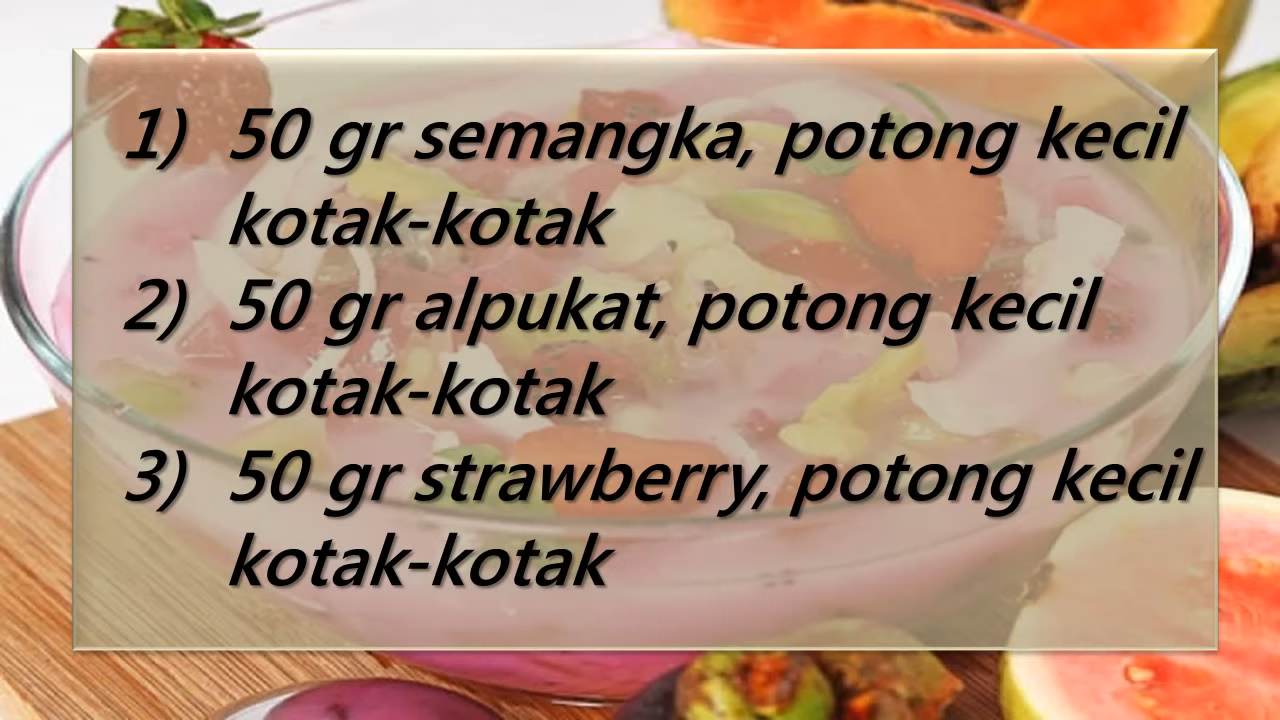 1) 50 gr semangka, potong kecil
kotak-kotak
2) 50 gr alpukat, potong kecil
kotak-kotak
3) 50 gr strawberry, potong kecil
kotak-kotak